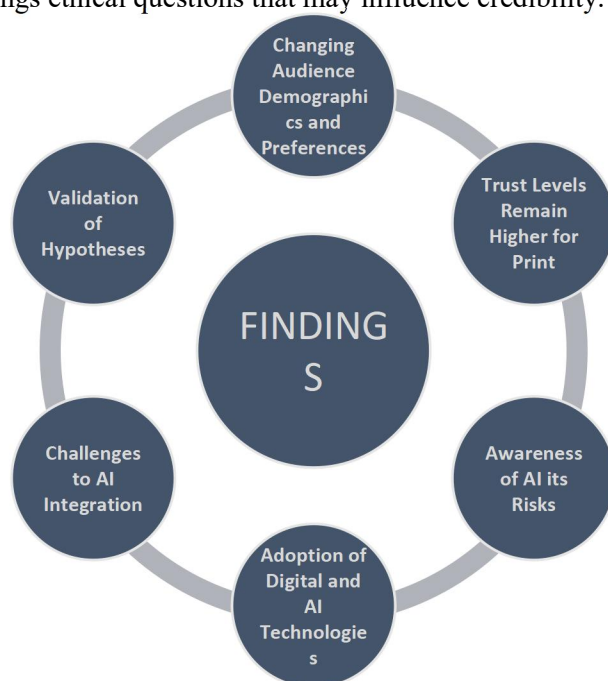 ngs ethical questions that may influence credibility.
Changing
Audience
Demographi
cs and
Preferences
Trust Levels
Remain
Higher for
Print
Awareness
of AI its
Risks
Adoption of
Digital and
AI
Technologie
s
Challenges
to AI
Integration
Validation
of
Hypotheses
FINDING
S